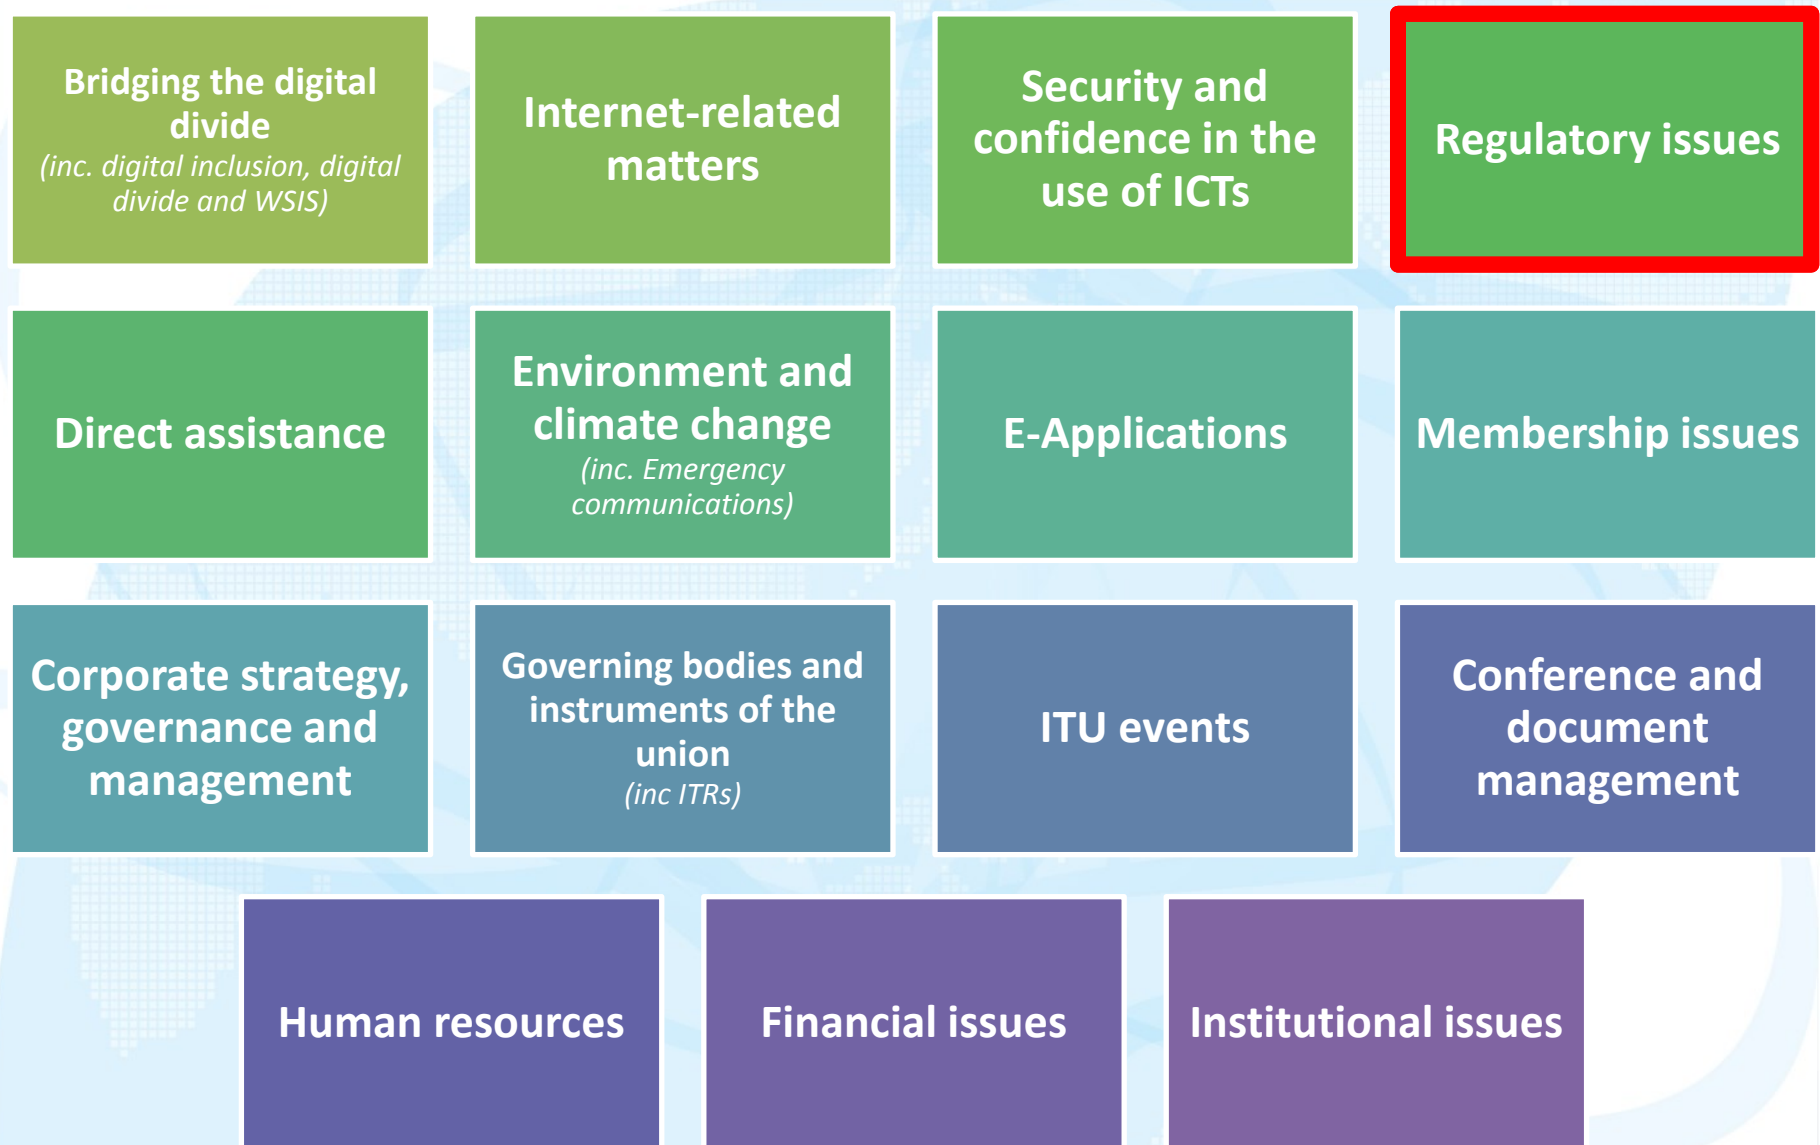 Bridging the digital
divide
(inc. digital inclusion, digital
divide and WSIS)
Internet-related
matters
Security and
confidence in the
use of ICTs
Regulatory issues
Direct assistance
Environment and
climate change
(inc. Emergency
communications)
E-Applications
Membership issues
Corporate strategy,
governance and
management
Governing bodies and
instruments of the
union
(inc ITRs)
ITU events
Conference and
document
management
Human resources
Financial issues
Institutional issues